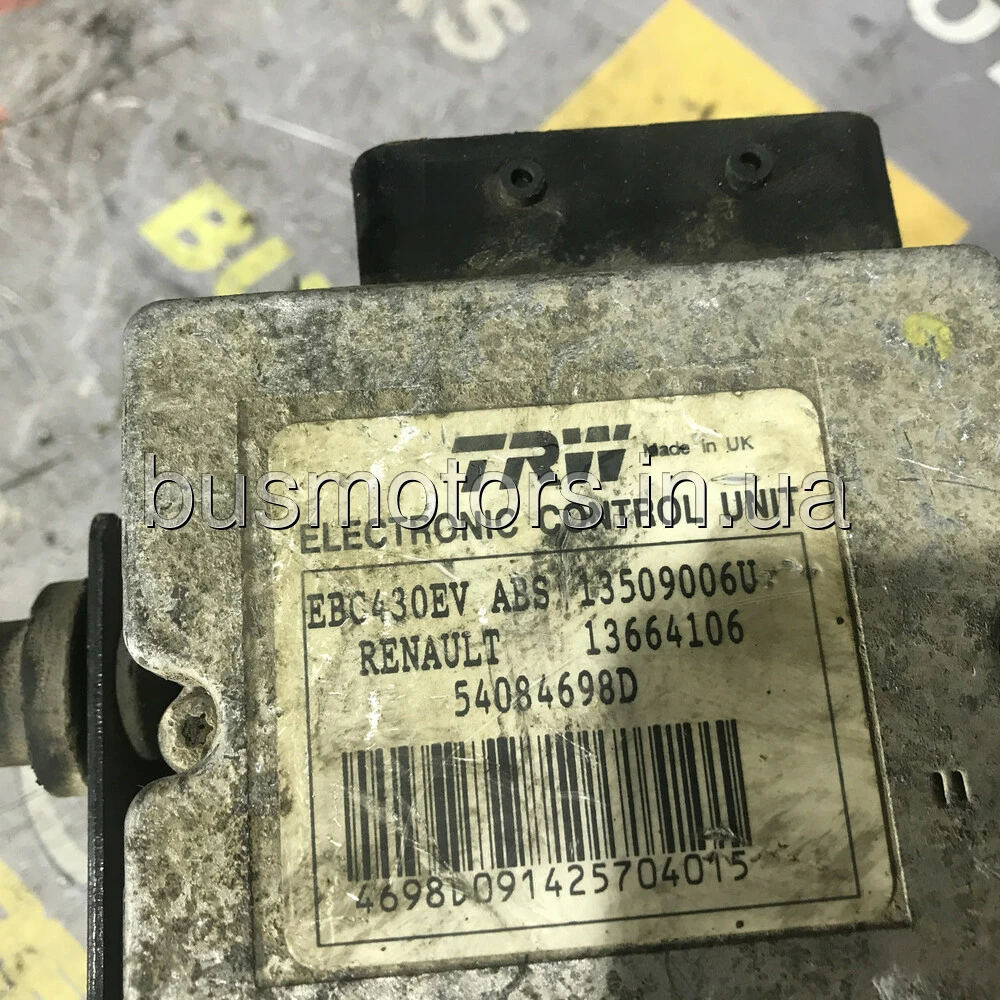 TRW Made in UK
busmotors.in.ua
ELECTRONIC CONTROL UNIT
EBC430EV ABS 13509006U
RENAULT 13664106
54084698D
4698D091425704015